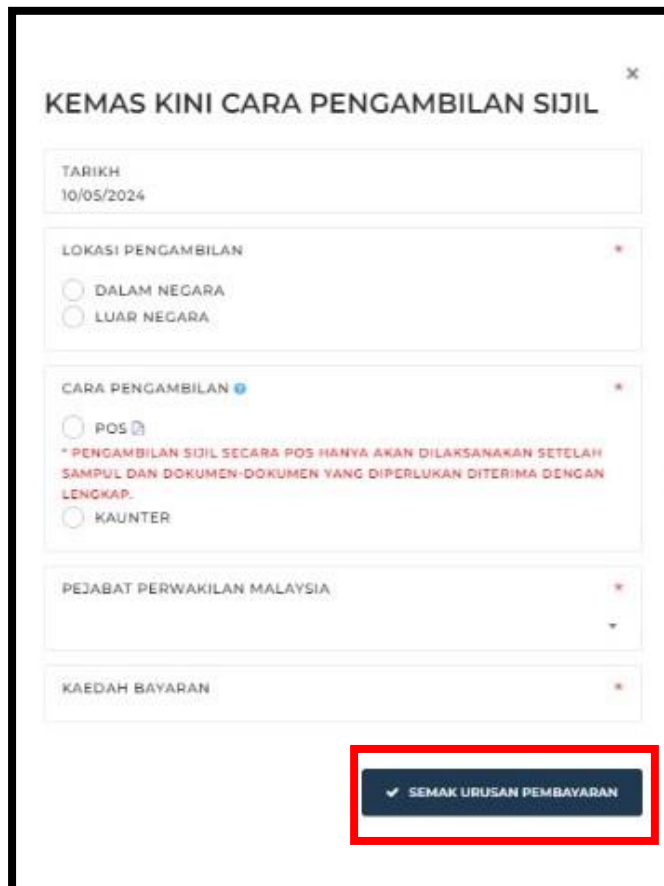 ×
KEMAS KINI CARA PENGAMBILAN SIJIL
TARIKH
10/05/2024
LOKASI PENGAMBILAN *
DALAM NEGARA
LUAR NEGARA
CARA PENGAMBILAN ? *
POS
* PENGAMBILAN SIJIL SECARA POS HANYA AKAN DILAKSANAKAN SETELAH
SAMPUL DAN DOKUMEN-DOKUMEN YANG DIPERLUKAN DITERIMA DENGAN
LENGKAP.
KAUNTER
PEJABAT PERWAKILAN MALAYSIA *
KAEDAH BAYARAN *
✔ SEMAK URUSAN PEMBAYARAN